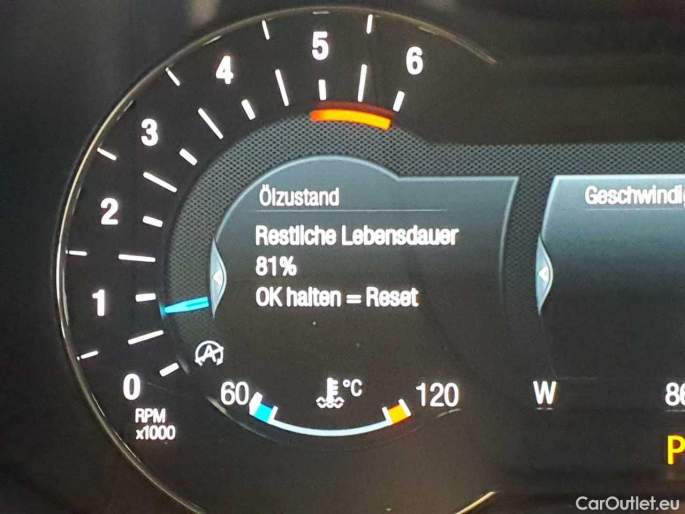 6
5
4
3
2
1
0
RPM
x1000
Ölzustand
Restliche Lebensdauer
81%
OK halten = Reset
60
°C
120
W
86
P
CarOutlet.eu